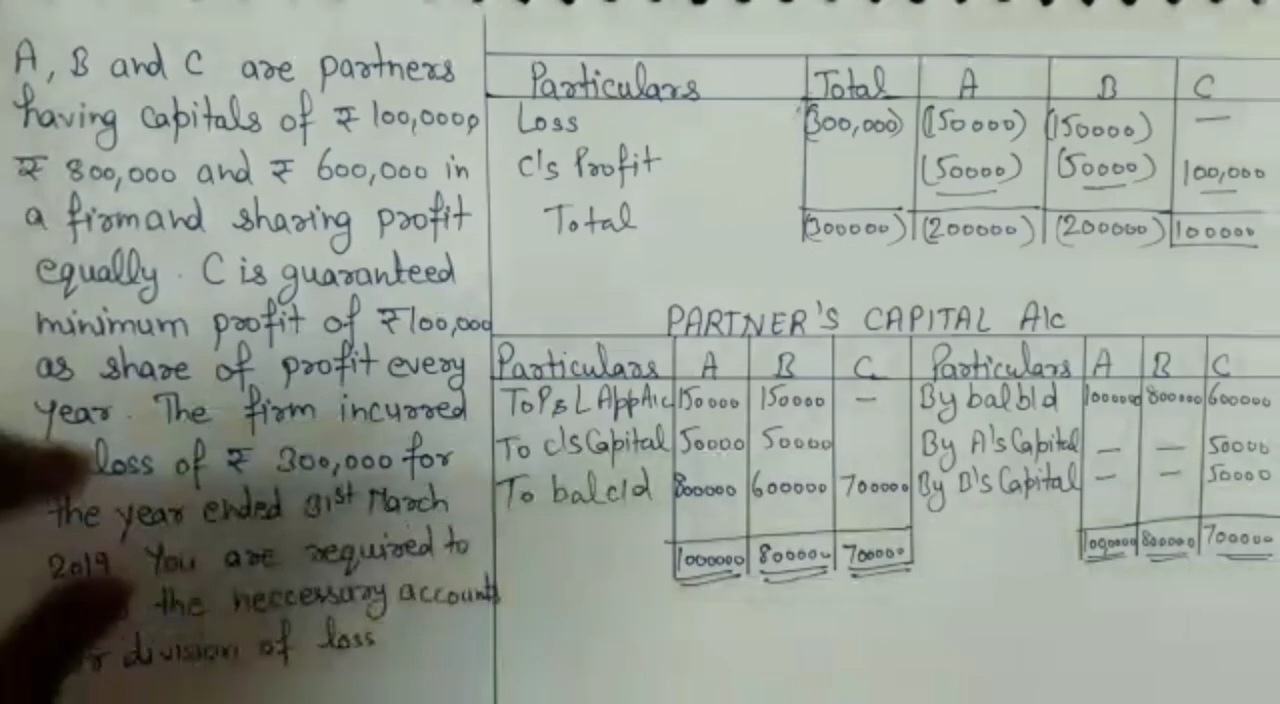 A, B and C are partners
having capitals of ₹ 100,0000,
₹ 800,000 and ₹ 600,000 in
a firm and sharing profit
equally. C is guaranteed
minimum profit of ₹100,000
as share of profit every
year. The firm incurred
loss of ₹ 300,000 for
the year ended 31st March
2019 You are required to
the neccessary accounts
division of loss
Particulars Total A B C
Loss (300,000) (150000) (150000) —
C's Profit (50000) (50000) 100,000
Total (300000) (200000) (200000) 100000
PARTNER'S CAPITAL A/c
Particulars A B C Particulars A B C
To P&L App A/c 150000 150000 — By bal b/d 1000000 800000 600000
To C's Capital 50000 50000 By A's Capital — — 50000
To bal c/d 800000 600000 700000 By B's Capital — — 50000
1000000 800000 700000 1000000 800000 700000